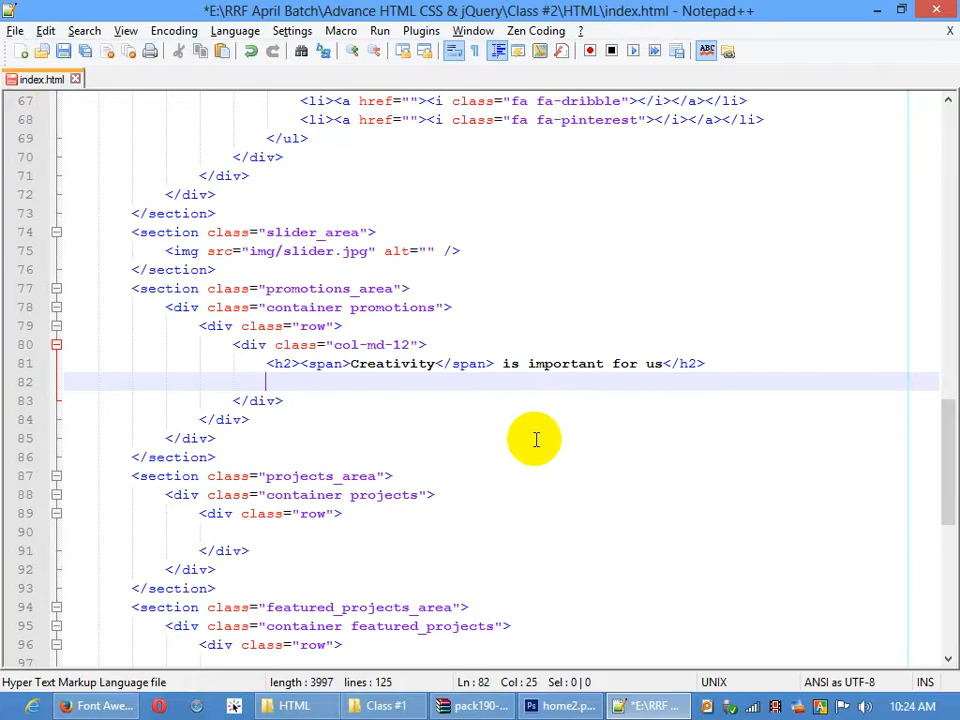 *E:\RRF April Batch\Advance HTML CSS & jQuery\Class #2\HTML\index.html - Notepad++
File Edit Search View Encoding Language Settings Macro Run Plugins Window Zen Coding ? X
index.html
67 <li><a href=""><i class="fa fa-dribble"></i></a></li>
68 <li><a href=""><i class="fa fa-pinterest"></i></a></li>
69 </ul>
70 </div>
71 </div>
72 </div>
73 </section>
74 <section class="slider_area">
75 <img src="img/slider.jpg" alt="" />
76 </section>
77 <section class="promotions_area">
78 <div class="container promotions">
79 <div class="row">
80 <div class="col-md-12">
81 <h2><span>Creativity</span> is important for us</h2>
82
83 </div>
84 </div>
85 </div>
86 </section>
87 <section class="projects_area">
88 <div class="container projects">
89 <div class="row">
90
91 </div>
92 </div>
93 </section>
94 <section class="featured_projects_area">
95 <div class="container featured_projects">
96 <div class="row">
97
Hyper Text Markup Language file length : 3997 lines : 125 Ln : 82 Col : 25 Sel : 0 | 0 UNIX ANSI as UTF-8 INS
Font Awe... HTML Class #1 pack190-... home2.p... *E:\RRF ... 10:24 AM